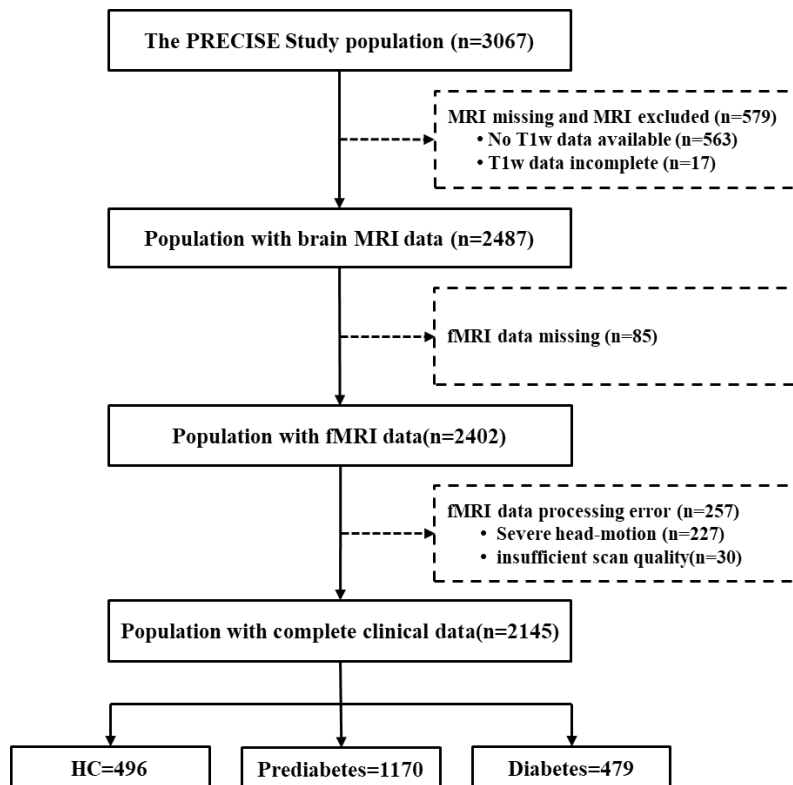 The PRECISE Study population (n=3067)
MRI missing and MRI excluded (n=579)
• No T1w data available (n=563)
• T1w data incomplete (n=17)
Population with brain MRI data (n=2487)
fMRI data missing (n=85)
Population with fMRI data(n=2402)
fMRI data processing error (n=257)
• Severe head-motion (n=227)
• insufficient scan quality(n=30)
Population with complete clinical data(n=2145)
HC=496
Prediabetes=1170
Diabetes=479